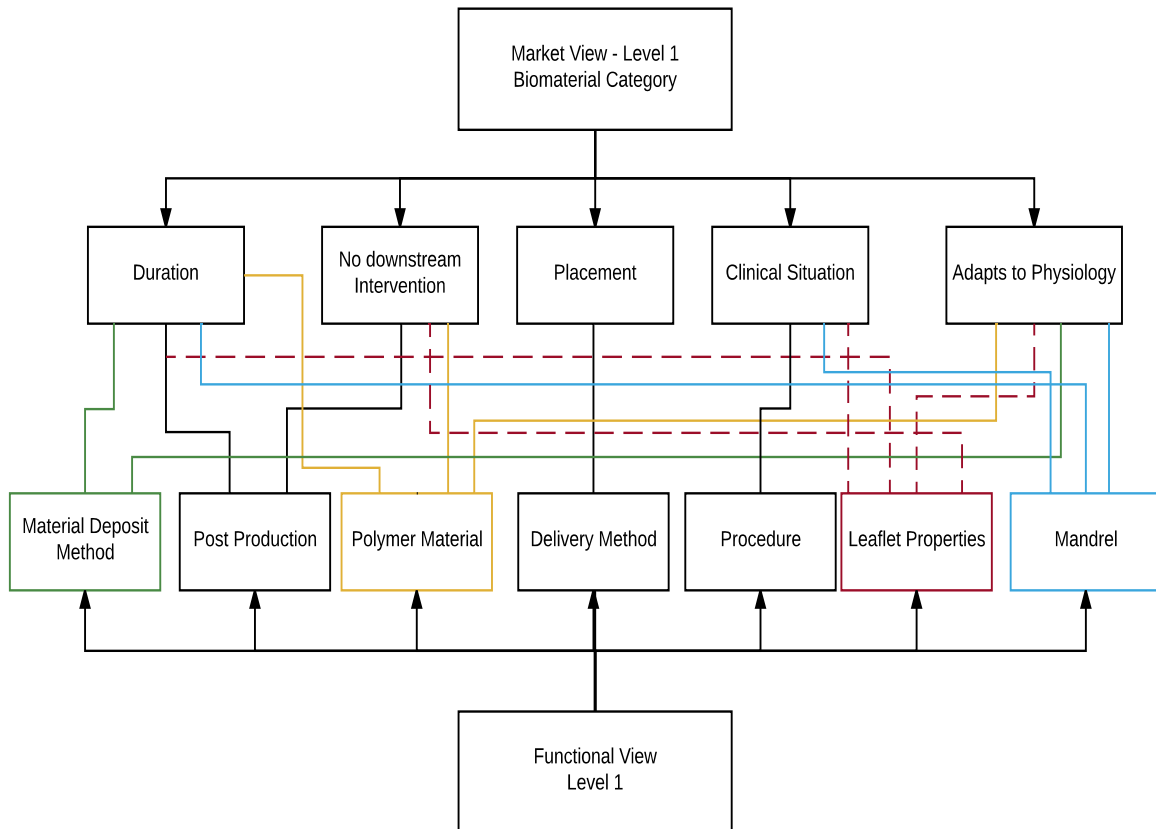 Market View - Level 1
Biomaterial Category
Duration
No downstream
Intervention
Placement
Clinical Situation
Adapts to Physiology
Material Deposit
Method
Post Production
Polymer Material
Delivery Method
Procedure
Leaflet Properties
Mandrel
Functional View
Level 1